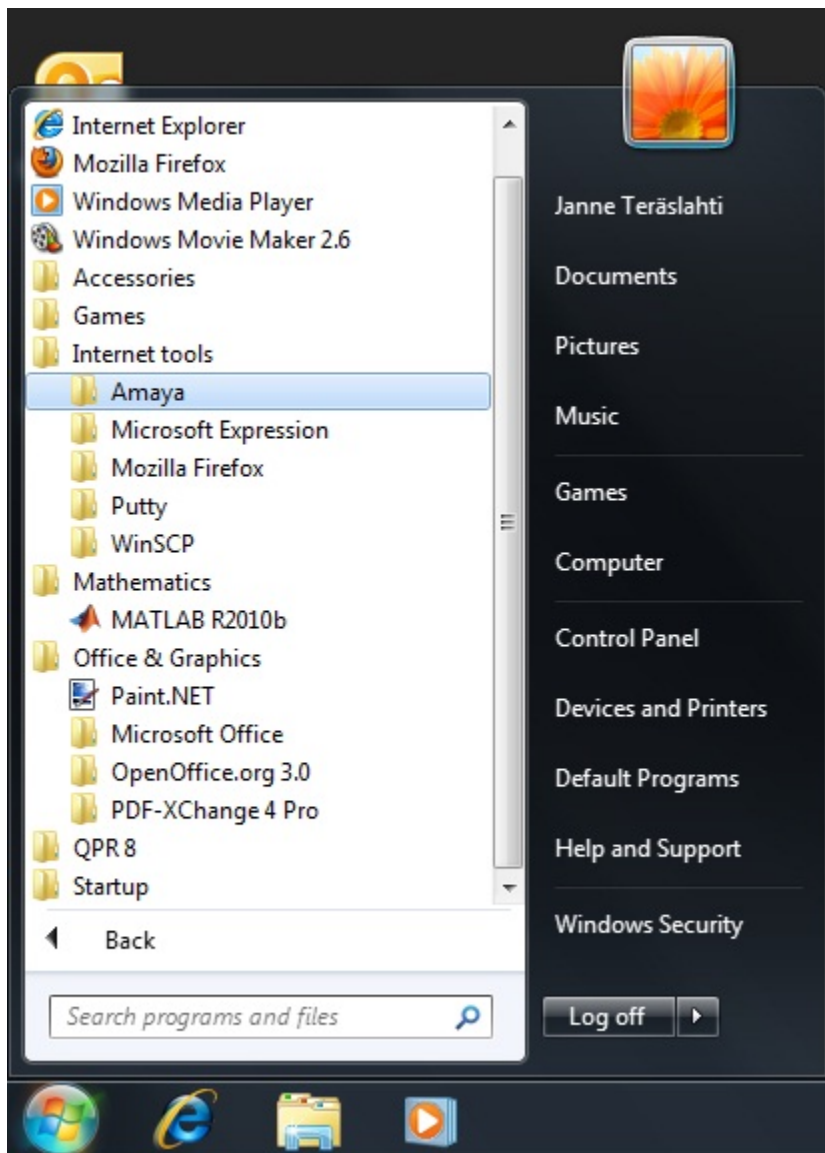 Internet Explorer
Mozilla Firefox
Windows Media Player
Windows Movie Maker 2.6
Accessories
Games
Internet tools
Amaya
Microsoft Expression
Mozilla Firefox
Putty
WinSCP
Mathematics
MATLAB R2010b
Office & Graphics
Paint.NET
Microsoft Office
OpenOffice.org 3.0
PDF-XChange 4 Pro
QPR 8
Startup
Back
Search programs and files
Janne Teräslahti
Documents
Pictures
Music
Games
Computer
Control Panel
Devices and Printers
Default Programs
Help and Support
Windows Security
Log off